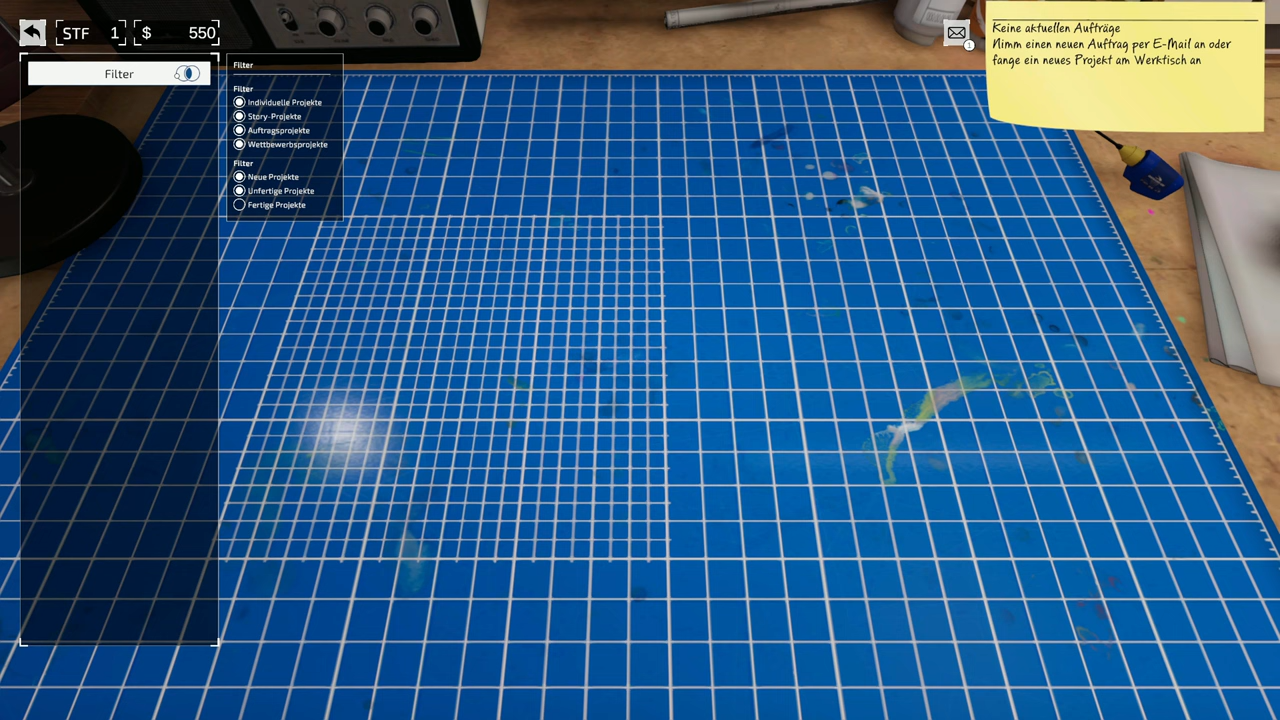 STF 1 $ 550
Filter
Filter
Filter
Individuelle Projekte
Story-Projekte
Auftragsprojekte
Wettbewerbsprojekte
Filter
Neue Projekte
Unfertige Projekte
Fertige Projekte
1
Keine aktuellen Aufträge
Nimm einen neuen Auftrag per E-Mail an oder
fange ein neues Projekt am Werktisch an